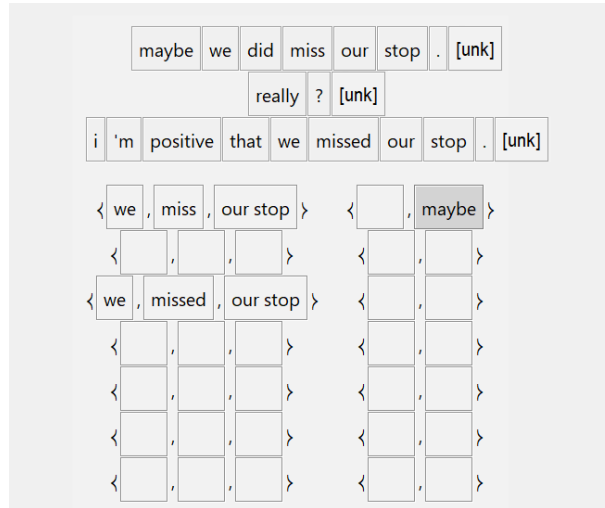 maybe we did miss our stop . [unk]
really ? [unk]
i 'm positive that we missed our stop . [unk]
{ we , miss , our stop } { , maybe }
{ , , } { , }
{ we , missed , our stop } { , }
{ , , } { , }
{ , , } { , }
{ , , } { , }
{ , , } { , }